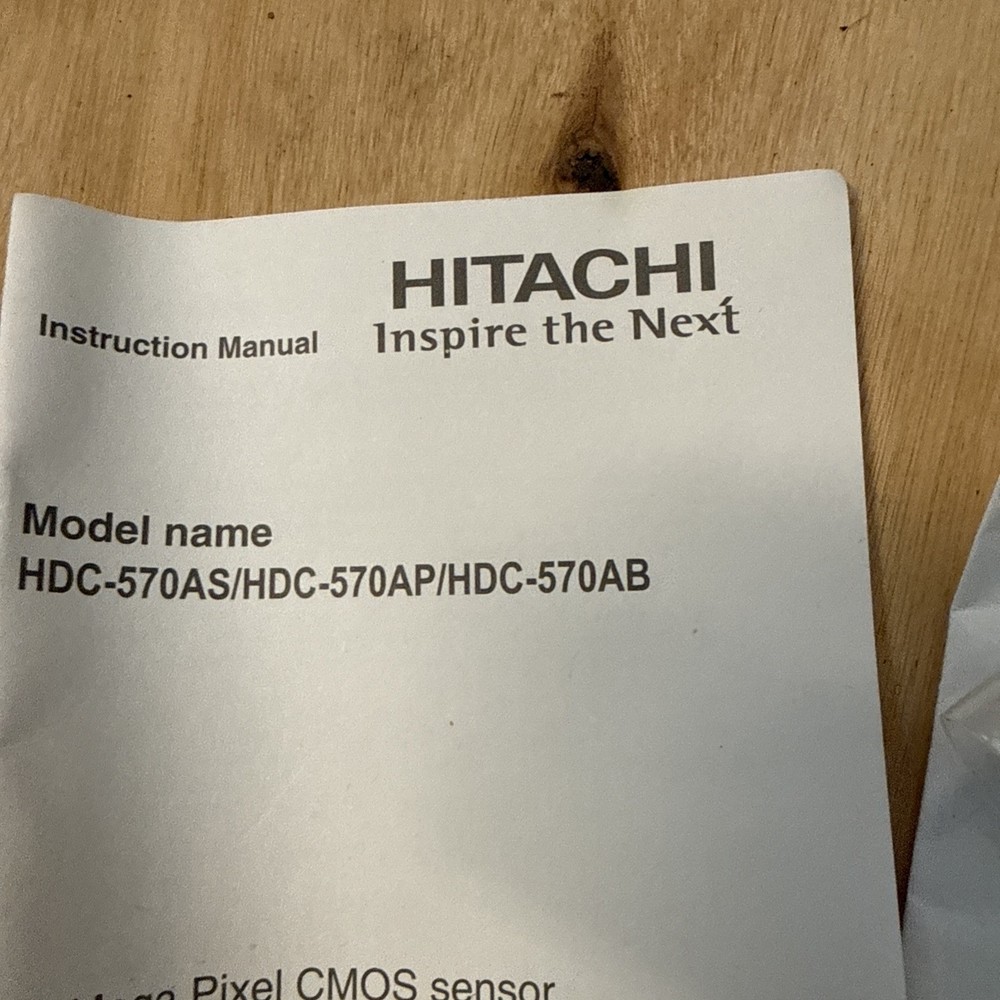 HITACHI
Instruction Manual Inspire the Next
Model name
HDC-570AS/HDC-570AP/HDC-570AB
Pixel CMOS sensor